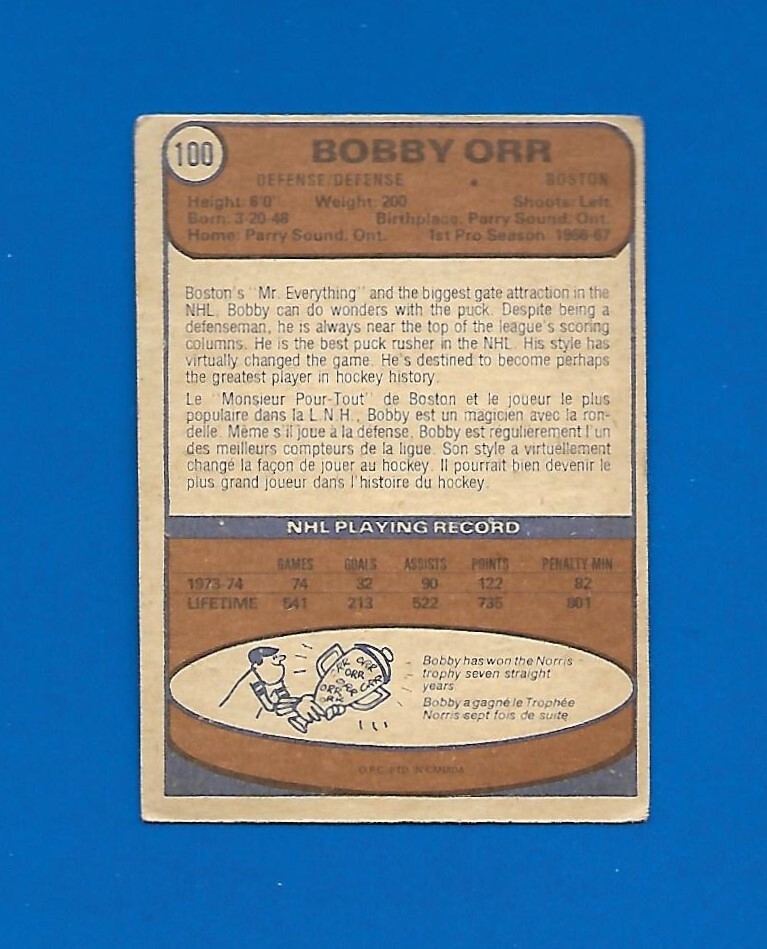 100
BOBBY ORR
DEFENSE/DEFENSE • BOSTON
Height: 6'0" Weight: 200 Shoots: Left
Born: 3-20-48 Birthplace: Parry Sound, Ont.
Home: Parry Sound, Ont. 1st Pro Season: 1966-67
Boston's "Mr. Everything" and the biggest gate attraction in the
NHL, Bobby can do wonders with the puck. Despite being a
defenseman, he is always near the top of the league's scoring
columns. He is the best puck rusher in the NHL. His style has
virtually changed the game. He's destined to become perhaps
the greatest player in hockey history.
Le "Monsieur Pour-Tout" de Boston et le joueur le plus
populaire dans la L.N.H., Bobby est un magicien avec la ron-
delle. Même s'il joue à la défense, Bobby est régulièrement l'un
des meilleurs compteurs de la ligue. Son style a virtuellement
changé la façon de jouer au hockey. Il pourrait bien devenir le
plus grand joueur dans l'histoire du hockey.
NHL PLAYING RECORD
GAMES GOALS ASSISTS POINTS PENALTY MIN
1973-74 74 32 90 122 82
LIFETIME 541 213 522 735 801
ORR ORR
ORR
ORR
ORR ORR
ORR
Bobby has won the Norris
trophy seven straight
years
Bobby a gagné le Trophée
Norris sept fois de suite
O.P.C. PTD. IN CANADA